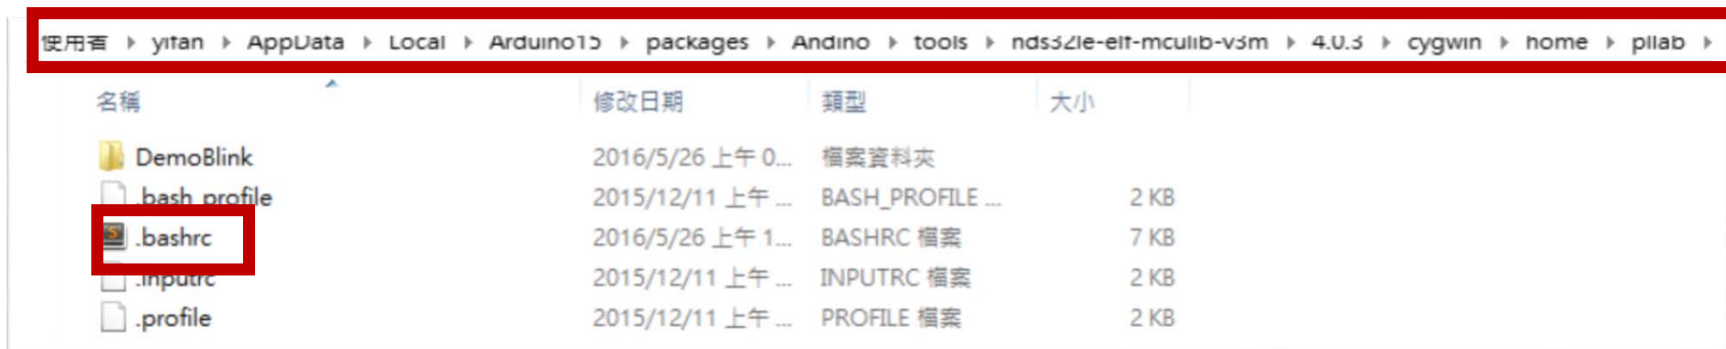 使用者 ▸ yifan ▸ AppData ▸ Local ▸ Arduino15 ▸ packages ▸ Andino ▸ tools ▸ nds32le-elf-mculib-v3m ▸ 4.0.3 ▸ cygwin ▸ home ▸ pllab ▸
名稱 修改日期 類型 大小
DemoBlink 2016/5/26 上午 0... 檔案資料夾
.bash_profile 2015/12/11 上午 ... BASH_PROFILE ... 2 KB
.bashrc 2016/5/26 上午 1... BASHRC 檔案 7 KB
.inputrc 2015/12/11 上午 ... INPUTRC 檔案 2 KB
.profile 2015/12/11 上午 ... PROFILE 檔案 2 KB